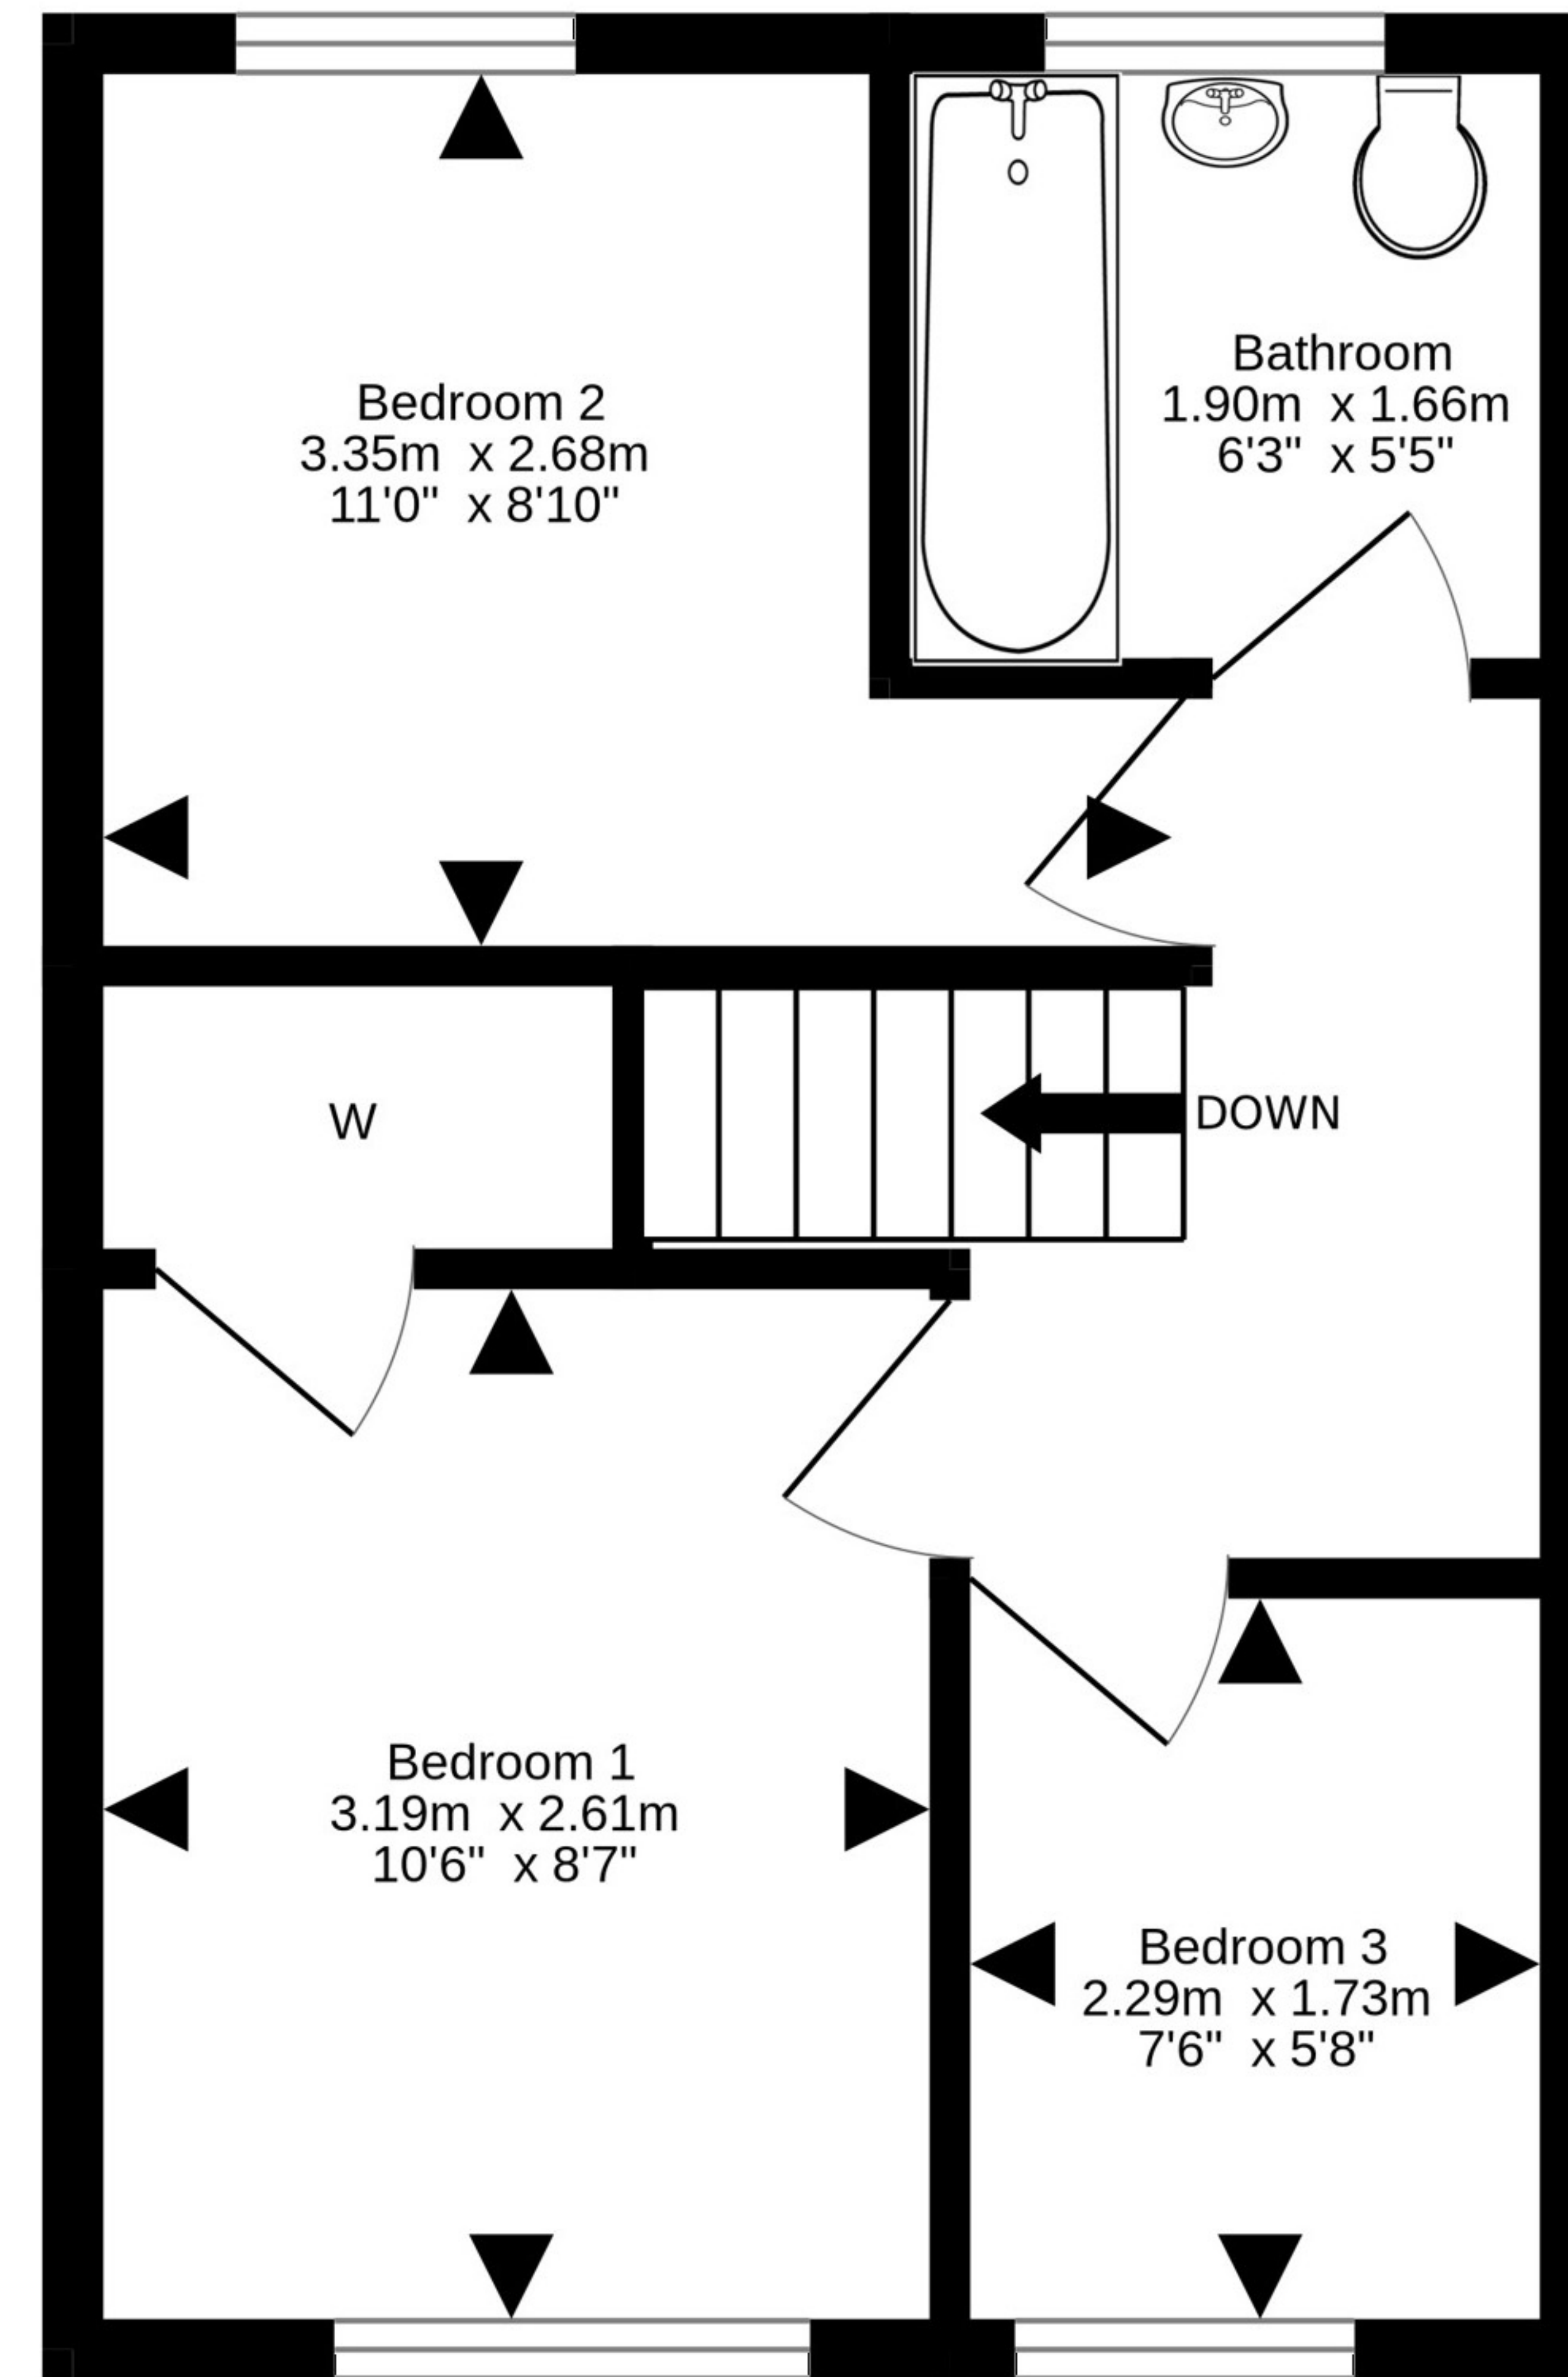 Bedroom 2
3.35m x 2.68m
11'0" x 8'10"
Bathroom
1.90m x 1.66m
6'3" x 5'5"
W
DOWN
Bedroom 1
3.19m x 2.61m
10'6" x 8'7"
Bedroom 3
2.29m x 1.73m
7'6" x 5'8"